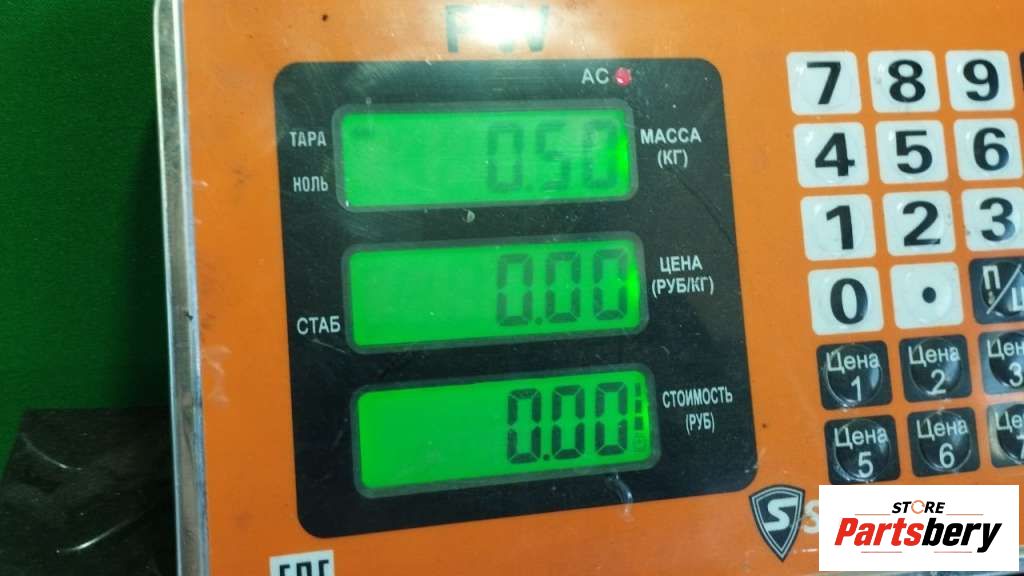 AC
ТАРА
НОЛЬ
0.50
МАССА
(КГ)
СТАБ
0.00
ЦЕНА
(РУБ/КГ)
0.00
СТОИМОСТЬ
(РУБ)
7 8 9
4 5 6
1 2 3
0 .
Цена
1
Цена
2
Цена
5
Цена
6
STORE
Partsbery